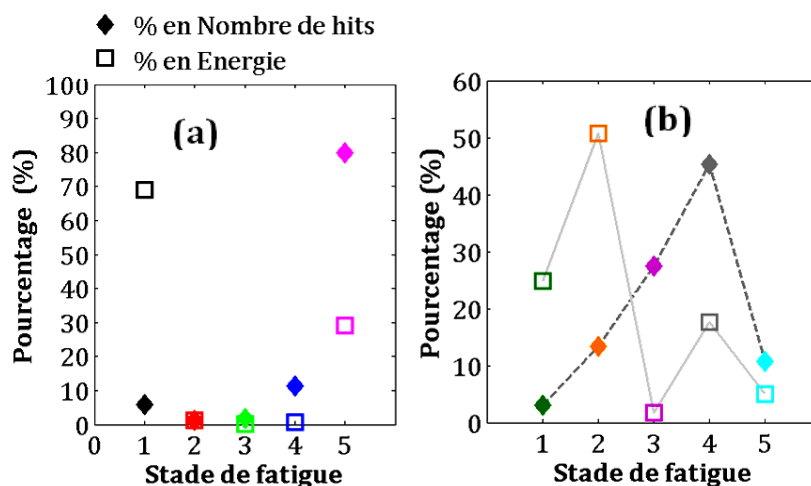 % en Nombre de hits
% en Energie
(a)
Pourcentage (%)
100
90
80
70
60
50
40
30
20
10
0
0 1 2 3 4 5
Stade de fatigue
(b)
Pourcentage (%)
60
50
40
30
20
10
0
1 2 3 4 5
Stade de fatigue